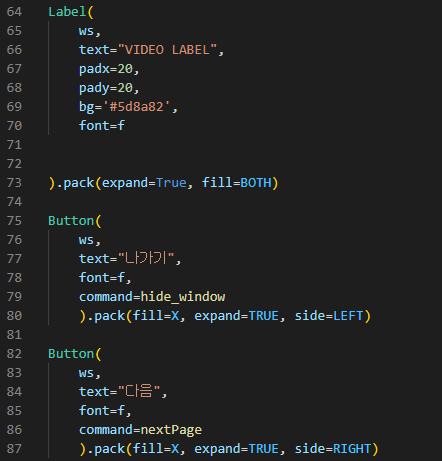 64 Label(
65     ws,
66     text="VIDEO LABEL",
67     padx=20,
68     pady=20,
69     bg='#5d8a82',
70     font=f
71
72
73 ).pack(expand=True, fill=BOTH)
74
75 Button(
76     ws,
77     text="나가기",
78     font=f,
79     command=hide_window
80     ).pack(fill=X, expand=TRUE, side=LEFT)
81
82 Button(
83     ws,
84     text="다음",
85     font=f,
86     command=nextPage
87     ).pack(fill=X, expand=TRUE, side=RIGHT)